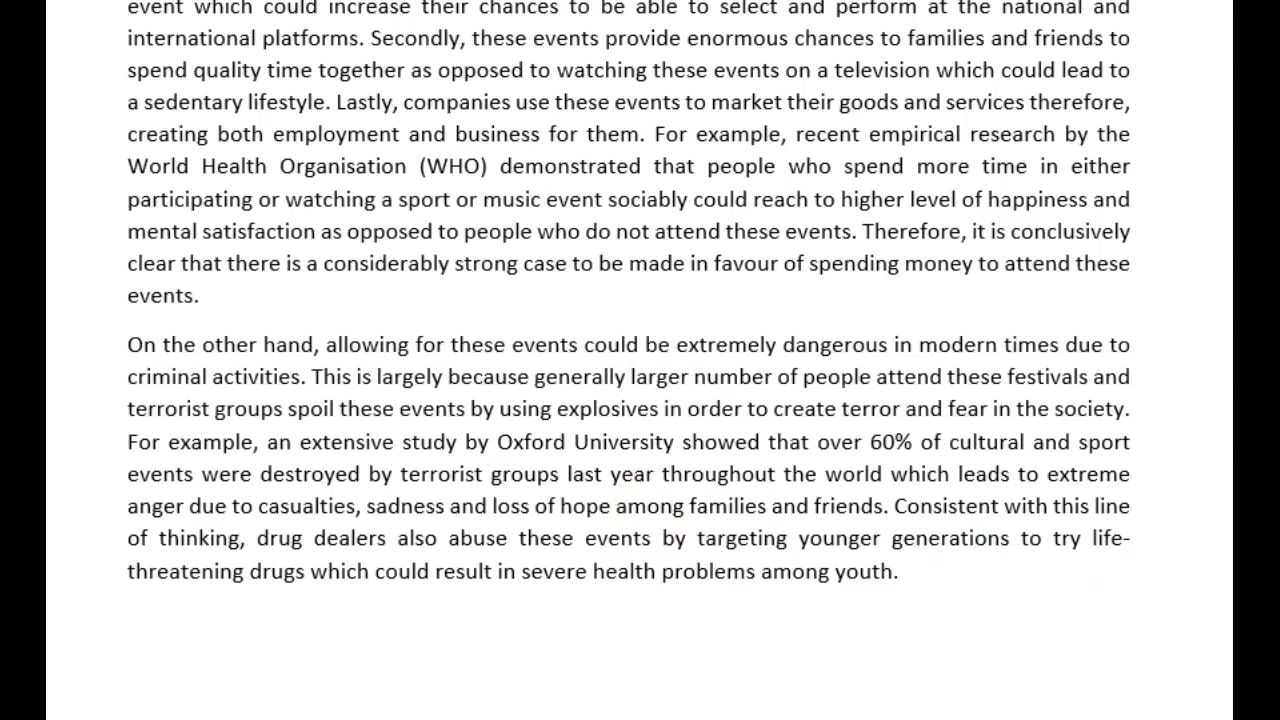 event which could increase their chances to be able to select and perform at the national and
international platforms. Secondly, these events provide enormous chances to families and friends to
spend quality time together as opposed to watching these events on a television which could lead to
a sedentary lifestyle. Lastly, companies use these events to market their goods and services therefore,
creating both employment and business for them. For example, recent empirical research by the
World Health Organisation (WHO) demonstrated that people who spend more time in either
participating or watching a sport or music event sociably could reach to higher level of happiness and
mental satisfaction as opposed to people who do not attend these events. Therefore, it is conclusively
clear that there is a considerably strong case to be made in favour of spending money to attend these
events.
On the other hand, allowing for these events could be extremely dangerous in modern times due to
criminal activities. This is largely because generally larger number of people attend these festivals and
terrorist groups spoil these events by using explosives in order to create terror and fear in the society.
For example, an extensive study by Oxford University showed that over 60% of cultural and sport
events were destroyed by terrorist groups last year throughout the world which leads to extreme
anger due to casualties, sadness and loss of hope among families and friends. Consistent with this line
of thinking, drug dealers also abuse these events by targeting younger generations to try life-
threatening drugs which could result in severe health problems among youth.